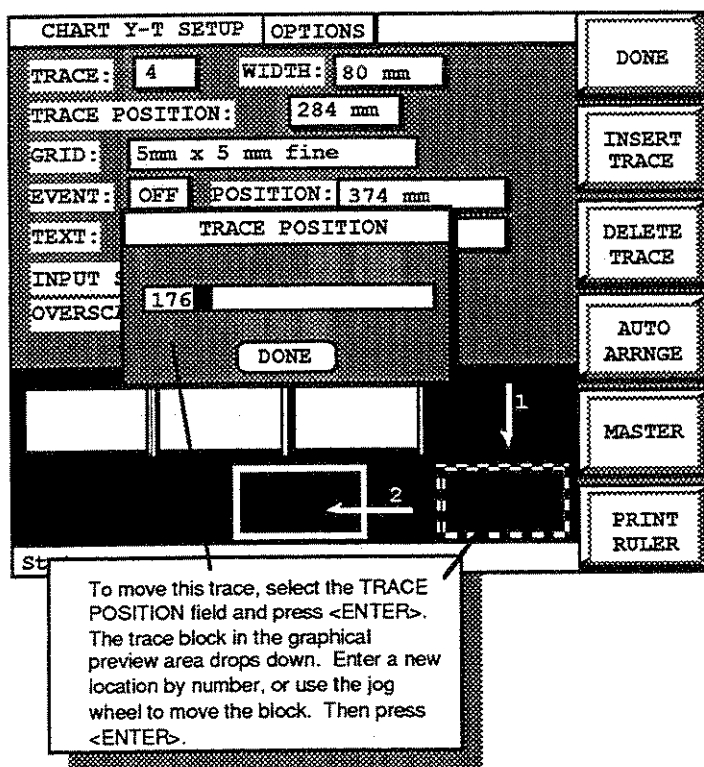 CHART Y-T SETUP OPTIONS
TRACE: 4 WIDTH: 80 mm
TRACE POSITION: 284 mm
GRID: 5mm x 5 mm fine
EVENT: OFF POSITION: 374 mm
TEXT:
TRACE POSITION
INPUT S
176
OVERSCA
DONE
1
2
St
DONE
INSERT
TRACE
DELETE
TRACE
AUTO
ARRNGE
MASTER
PRINT
RULER
To move this trace, select the TRACE
POSITION field and press <ENTER>.
The trace block in the graphical
preview area drops down. Enter a new
location by number, or use the jog
wheel to move the block. Then press
<ENTER>.